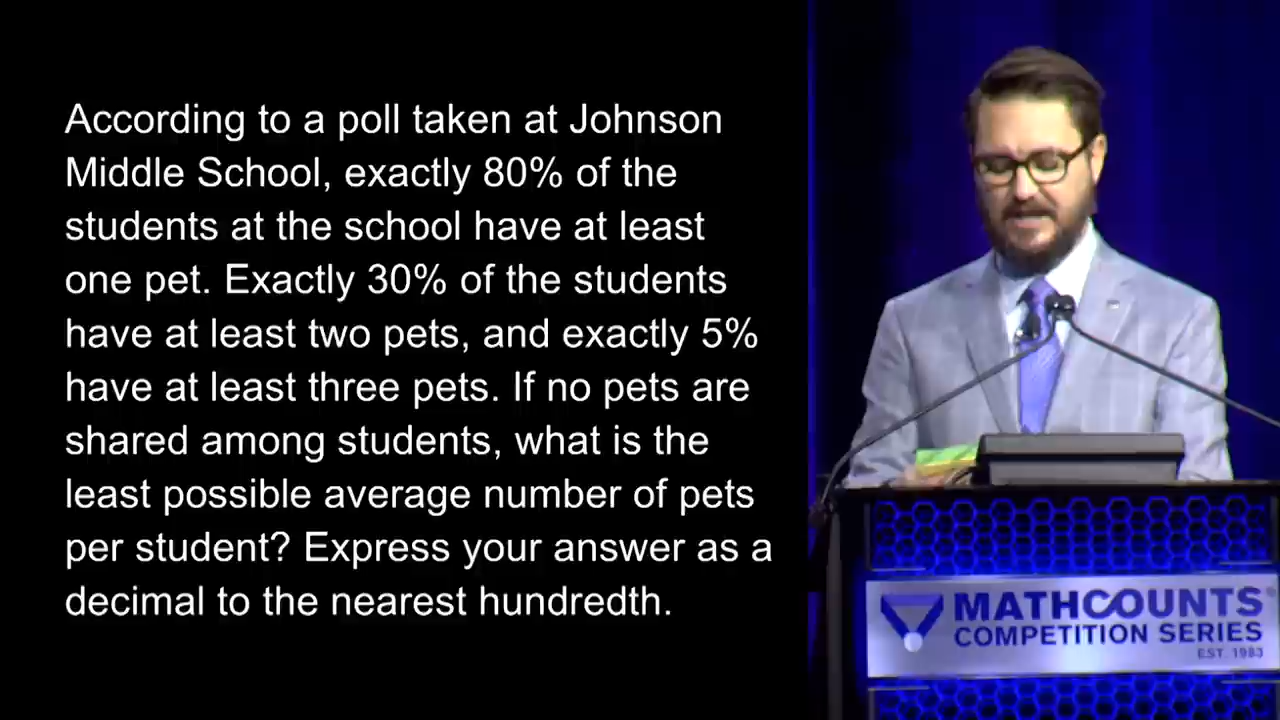 According to a poll taken at Johnson
Middle School, exactly 80% of the
students at the school have at least
one pet. Exactly 30% of the students
have at least two pets, and exactly 5%
have at least three pets. If no pets are
shared among students, what is the
least possible average number of pets
per student? Express your answer as a
decimal to the nearest hundredth.
MATHCOUNTS
COMPETITION SERIES
EST. 1983